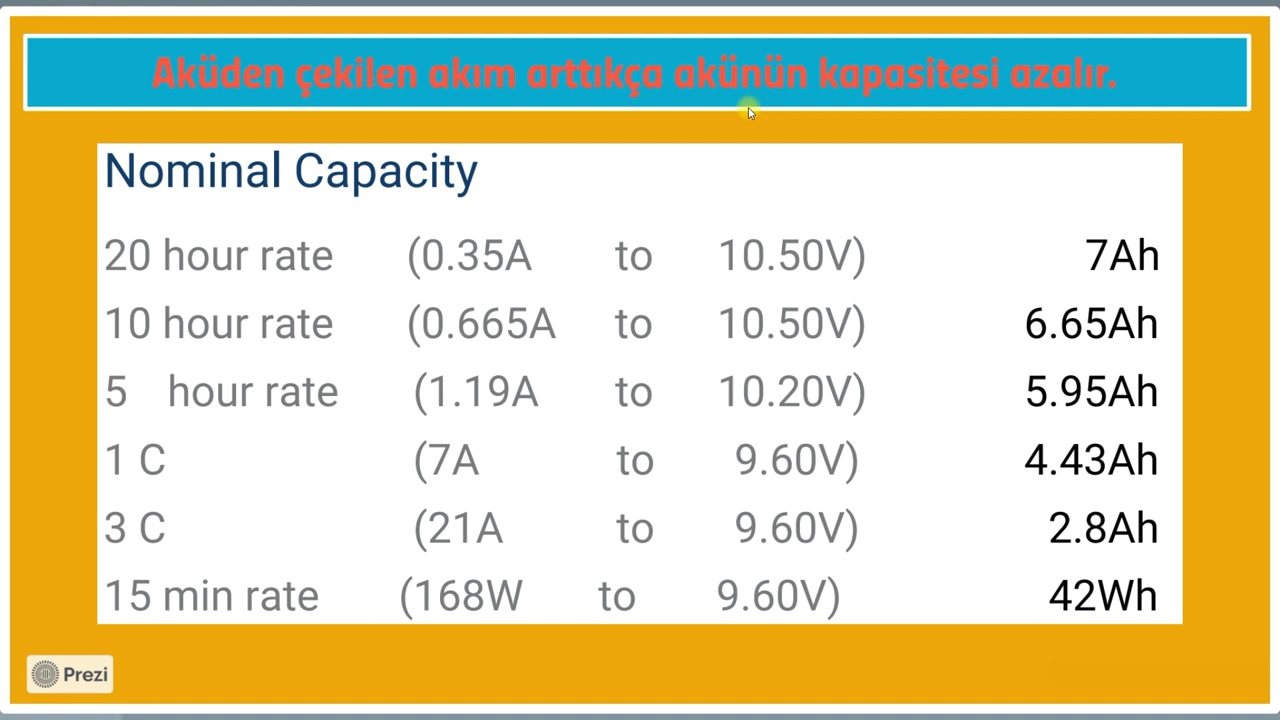 Aküden çekilen akım arttıkça akünün kapasitesi azalır.
Nominal Capacity
20 hour rate (0.35A to 10.50V) 7Ah
10 hour rate (0.665A to 10.50V) 6.65Ah
5 hour rate (1.19A to 10.20V) 5.95Ah
1 C (7A to 9.60V) 4.43Ah
3 C (21A to 9.60V) 2.8Ah
15 min rate (168W to 9.60V) 42Wh
Prezi